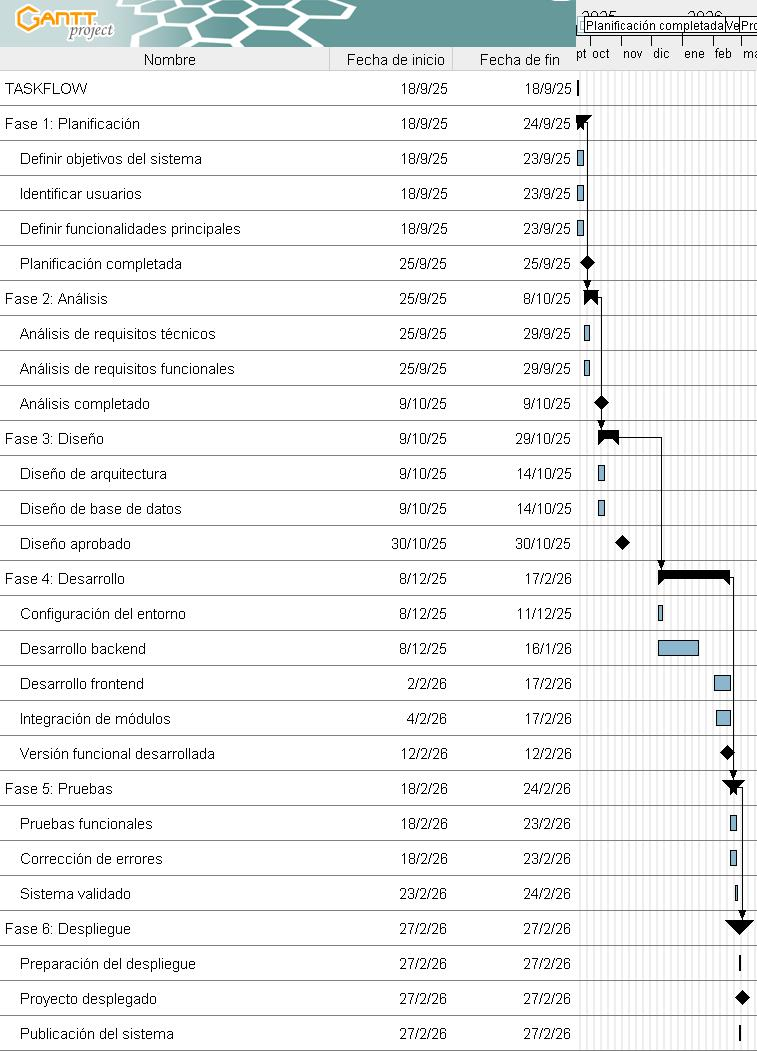 GANTT project
2025 2026
Planificación completada Ve Pro
Nombre Fecha de inicio Fecha de fin pt oct nov dic ene feb ma
TASKFLOW 18/9/25 18/9/25
Fase 1: Planificación 18/9/25 24/9/25
Definir objetivos del sistema 18/9/25 23/9/25
Identificar usuarios 18/9/25 23/9/25
Definir funcionalidades principales 18/9/25 23/9/25
Planificación completada 25/9/25 25/9/25
Fase 2: Análisis 25/9/25 8/10/25
Análisis de requisitos técnicos 25/9/25 29/9/25
Análisis de requisitos funcionales 25/9/25 29/9/25
Análisis completado 9/10/25 9/10/25
Fase 3: Diseño 9/10/25 29/10/25
Diseño de arquitectura 9/10/25 14/10/25
Diseño de base de datos 9/10/25 14/10/25
Diseño aprobado 30/10/25 30/10/25
Fase 4: Desarrollo 8/12/25 17/2/26
Configuración del entorno 8/12/25 11/12/25
Desarrollo backend 8/12/25 16/1/26
Desarrollo frontend 2/2/26 17/2/26
Integración de módulos 4/2/26 17/2/26
Versión funcional desarrollada 12/2/26 12/2/26
Fase 5: Pruebas 18/2/26 24/2/26
Pruebas funcionales 18/2/26 23/2/26
Corrección de errores 18/2/26 23/2/26
Sistema validado 23/2/26 24/2/26
Fase 6: Despliegue 27/2/26 27/2/26
Preparación del despliegue 27/2/26 27/2/26
Proyecto desplegado 27/2/26 27/2/26
Publicación del sistema 27/2/26 27/2/26